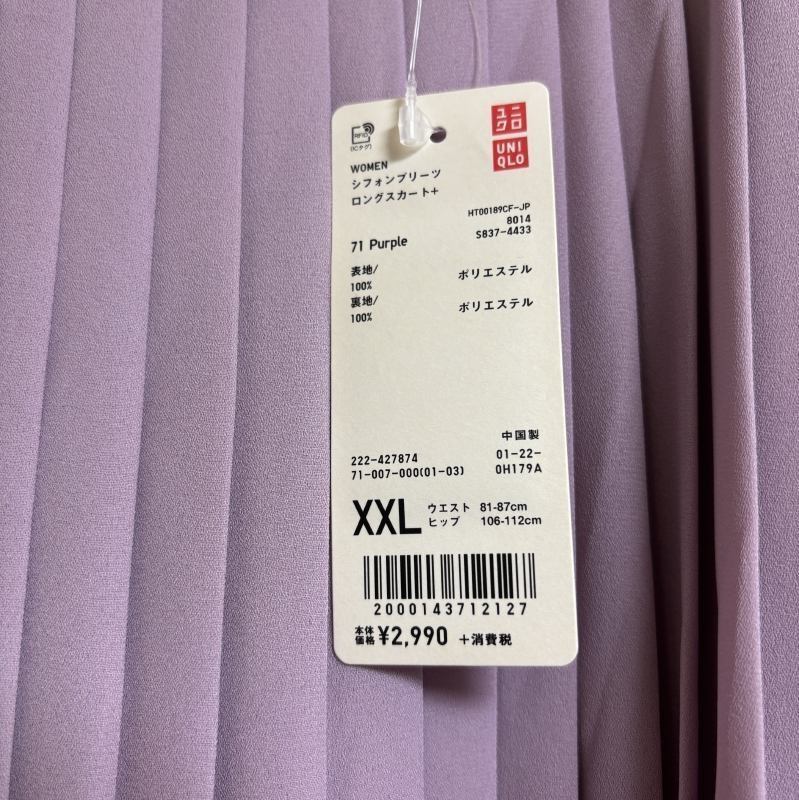 RFID
(ICタグ)
ユニ
クロ
UNI
QLO
WOMEN
シフォンプリーツ
ロングスカート+
HT00189CF-JP
8014
S837-4433
71 Purple
表地/
100% ポリエステル
裏地/
100% ポリエステル
中国製
222-427874 01-22-
71-007-000(01-03) 0H179A
XXL ウエスト 81-87cm
ヒップ 106-112cm
2000143712127
本体
価格 ¥2,990 +消費税